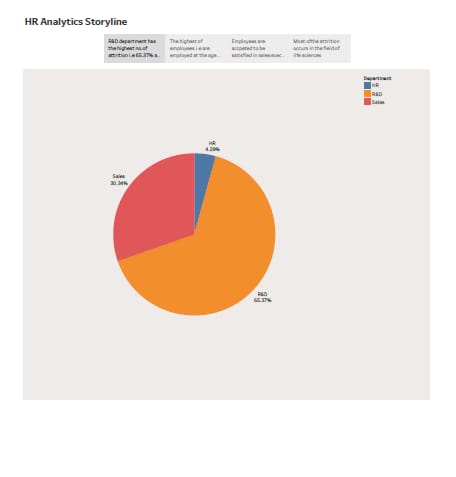 HR Analytics Storyline
R&D department has
the highest no.of
attrition i.e 65.37% a..
The highest of
employees i.e are
employed at the age...
Employees are
accpeted to be
satisfied in sales exec..
Most ofthe attrition
occurs in the field of
life sciences
Department
HR
R&D
Sales
HR
4.29%
Sales
30.34%
R&D
65.37%